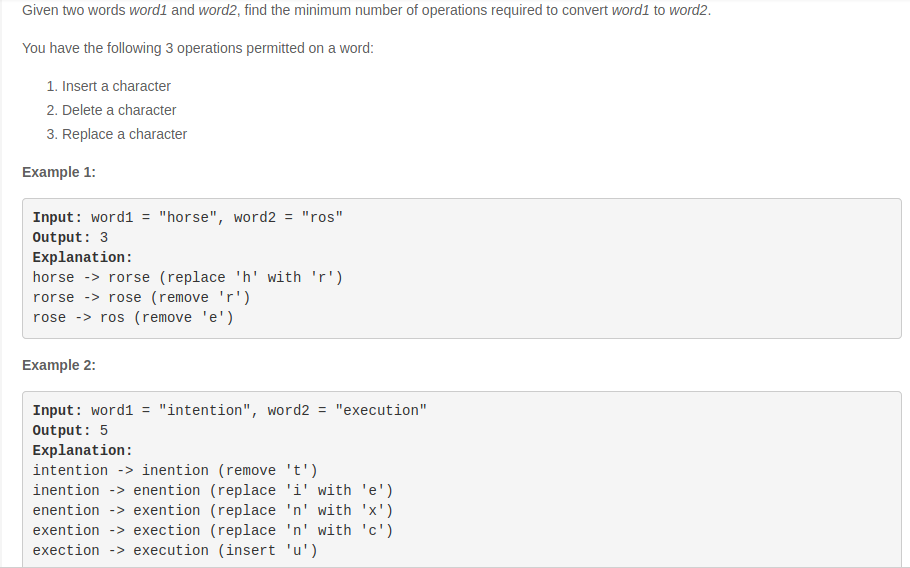 Given two words word1 and word2, find the minimum number of operations required to convert word1 to word2.
You have the following 3 operations permitted on a word:
1. Insert a character
2. Delete a character
3. Replace a character
Example 1:
Input: word1 = "horse", word2 = "ros"
Output: 3
Explanation:
horse -> rorse (replace 'h' with 'r')
rorse -> rose (remove 'r')
rose -> ros (remove 'e')
Example 2:
Input: word1 = "intention", word2 = "execution"
Output: 5
Explanation:
intention -> inention (remove 't')
inention -> enention (replace 'i' with 'e')
enention -> exention (replace 'n' with 'x')
exention -> exection (replace 'n' with 'c')
exection -> execution (insert 'u')